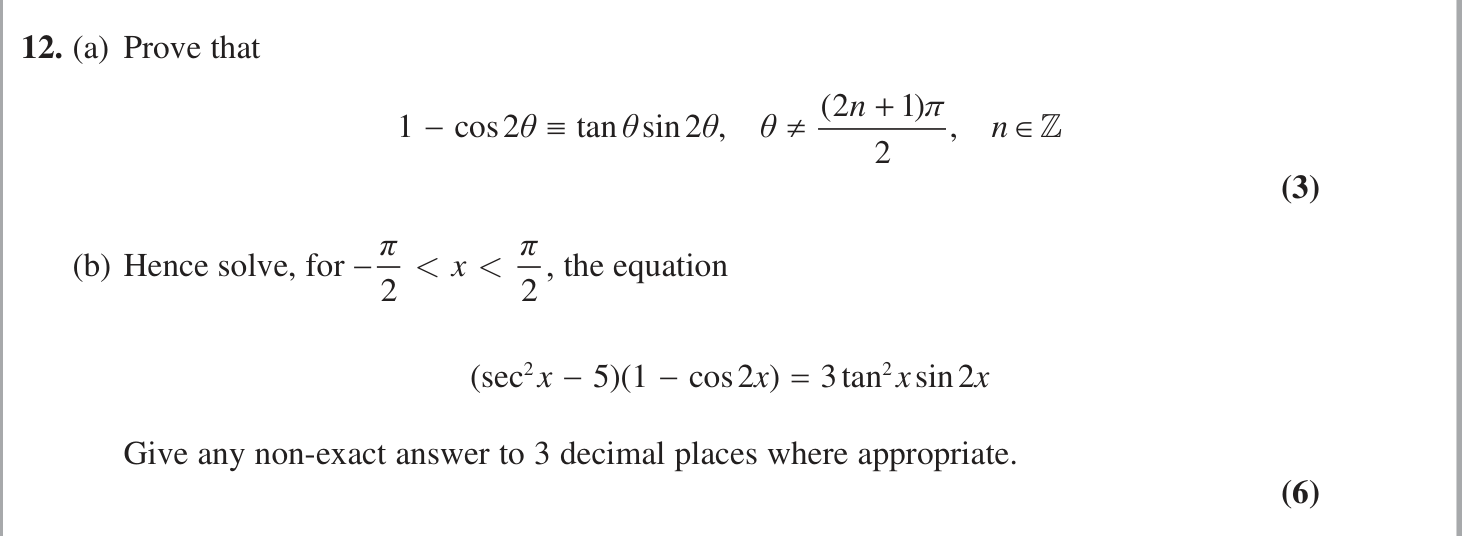 12. (a) Prove that
1 − cos 2θ ≡ tan θ sin 2θ, θ ≠ (2n + 1)π / 2, n ∈ ℤ
(3)
(b) Hence solve, for −π/2 < x < π/2, the equation
(sec²x − 5)(1 − cos 2x) = 3 tan²x sin 2x
Give any non-exact answer to 3 decimal places where appropriate.
(6)